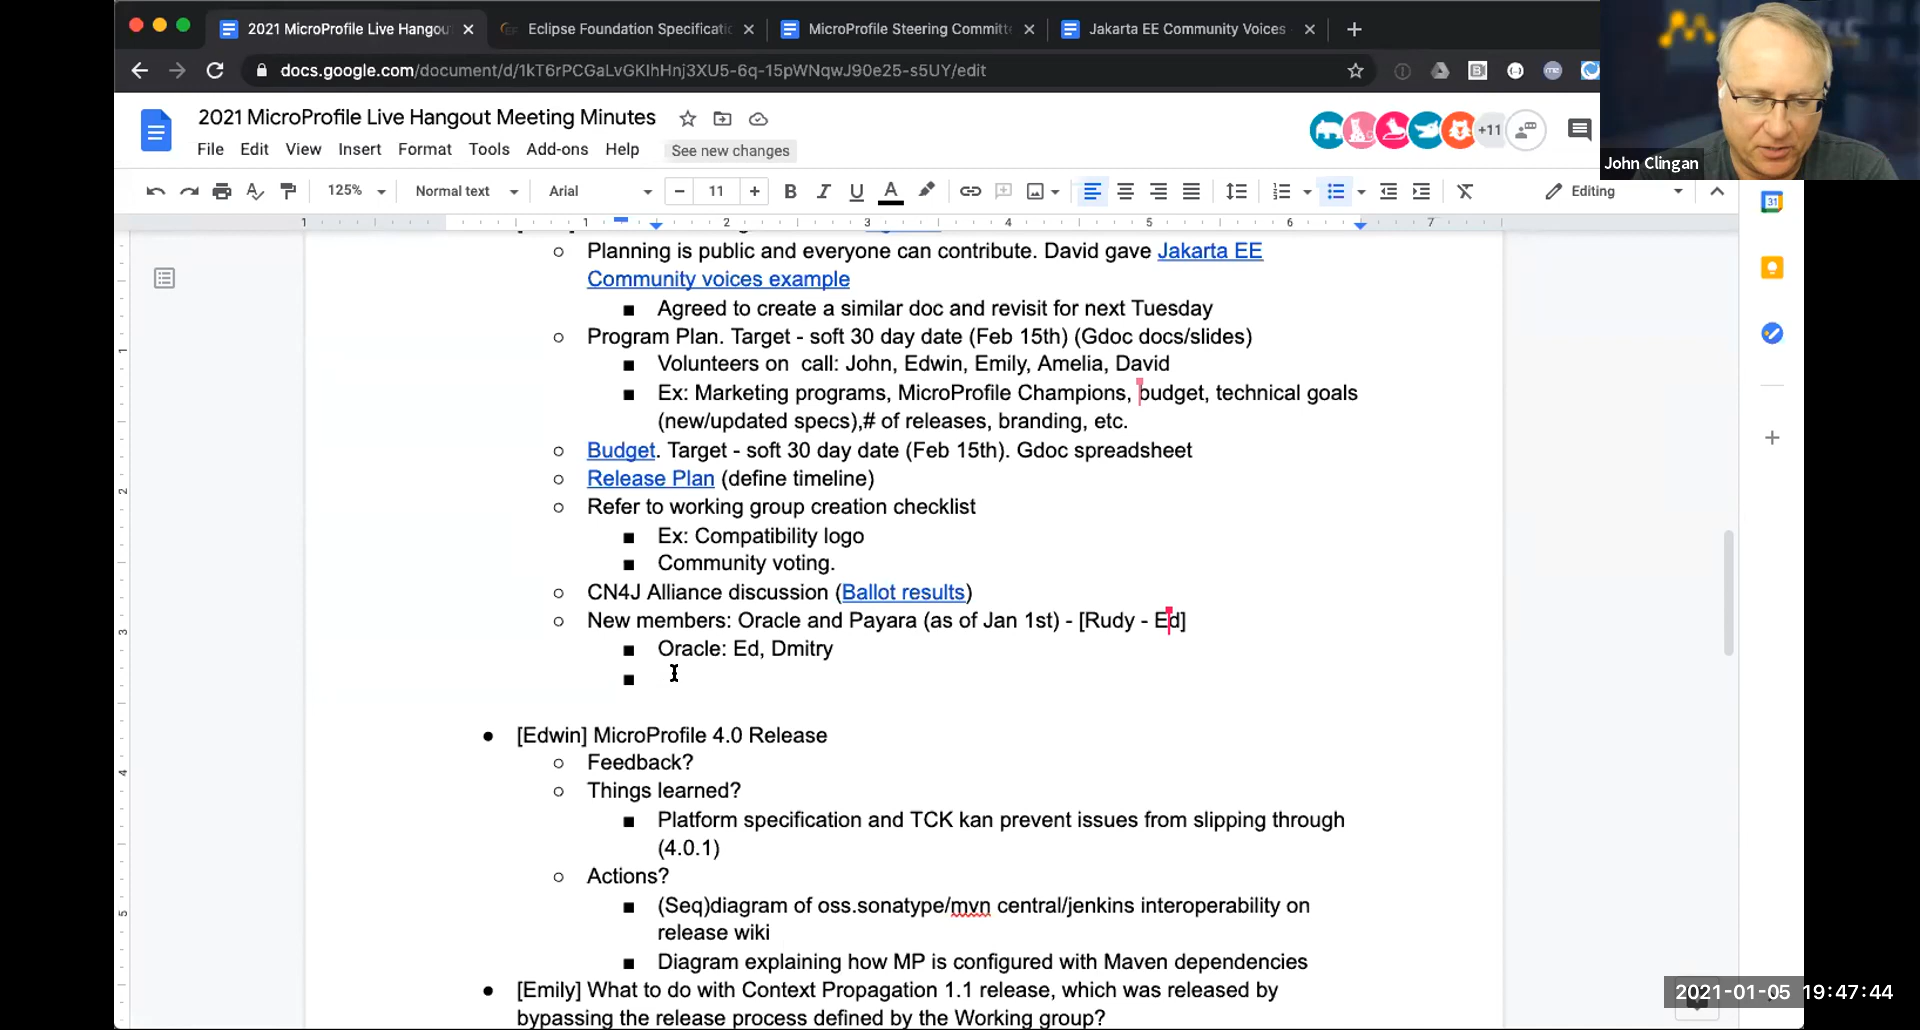 2021 MicroProfile Live Hangou
Eclipse Foundation Specificati
MicroProfile Steering Committ
Jakarta EE Community Voices
docs.google.com/document/d/1kT6rPCGaLvGKIhHnj3XU5-6q-15pWNqwJ90e25-s5UY/edit
2021 MicroProfile Live Hangout Meeting Minutes
+11
John Clingan
File Edit View Insert Format Tools Add-ons Help See new changes
125% Normal text Arial 11 Editing
1 1 2 3 4 5 6 7
Planning is public and everyone can contribute. David gave Jakarta EE
Community voices example
Agreed to create a similar doc and revisit for next Tuesday
Program Plan. Target - soft 30 day date (Feb 15th) (Gdoc docs/slides)
Volunteers on call: John, Edwin, Emily, Amelia, David
Ex: Marketing programs, MicroProfile Champions, budget, technical goals
(new/updated specs),# of releases, branding, etc.
Budget. Target - soft 30 day date (Feb 15th). Gdoc spreadsheet
Release Plan (define timeline)
Refer to working group creation checklist
Ex: Compatibility logo
Community voting.
CN4J Alliance discussion (Ballot results)
New members: Oracle and Payara (as of Jan 1st) - [Rudy - Ed]
Oracle: Ed, Dmitry
[Edwin] MicroProfile 4.0 Release
Feedback?
Things learned?
Platform specification and TCK kan prevent issues from slipping through
(4.0.1)
Actions?
(Seq)diagram of oss.sonatype/mvn central/jenkins interoperability on
release wiki
Diagram explaining how MP is configured with Maven dependencies
[Emily] What to do with Context Propagation 1.1 release, which was released by
bypassing the release process defined by the Working group?
2021-01-05 19:47:44